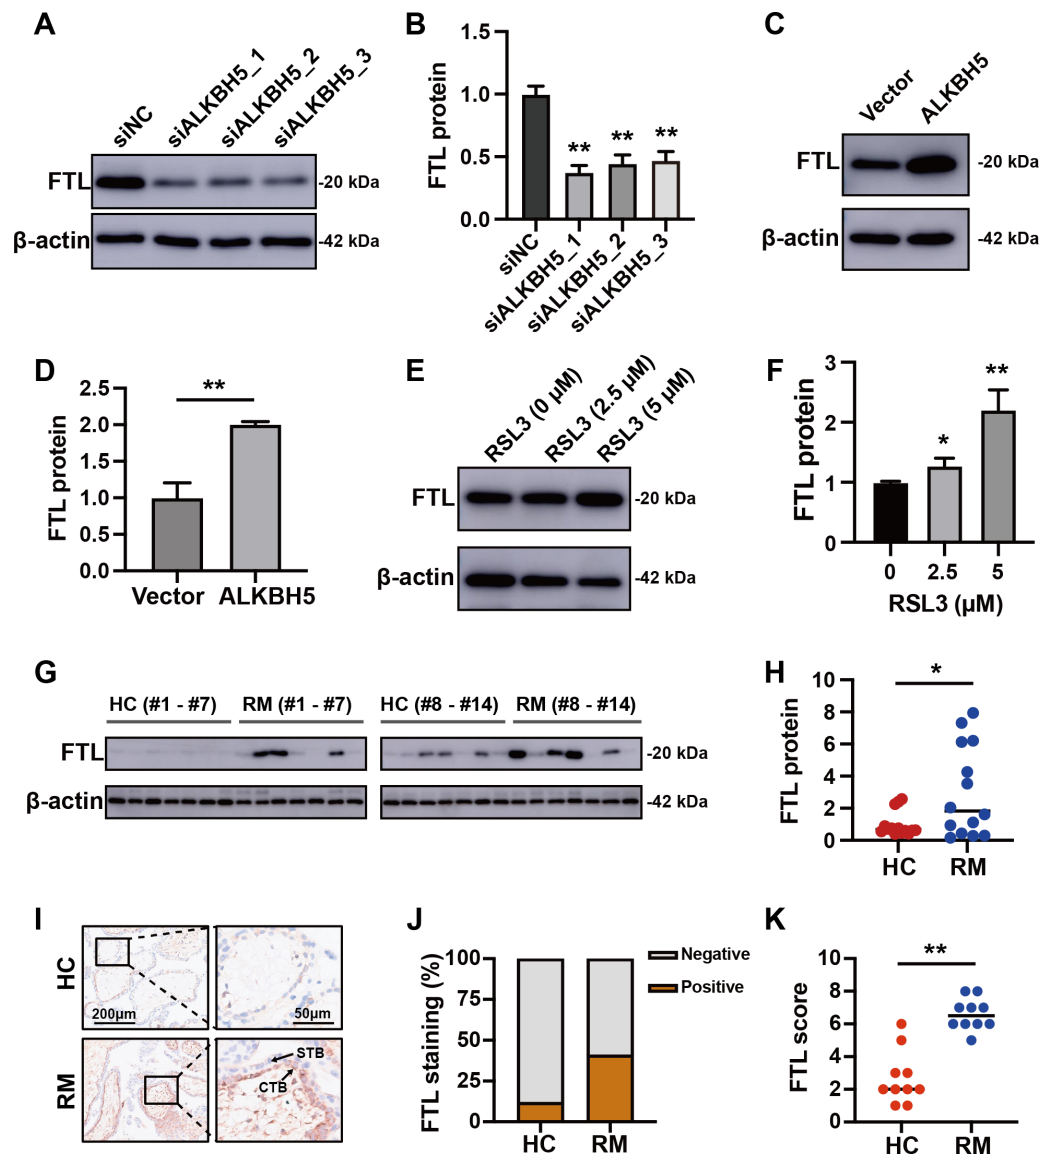 A
siNC
siALKBH5_1
siALKBH5_2
siALKBH5_3
FTL
-20 kDa
β-actin
-42 kDa
B
FTL protein
1.5
1.0
0.5
0.0
** ** **
siNC
siALKBH5_1
siALKBH5_2
siALKBH5_3
C
Vector
ALKBH5
FTL
-20 kDa
β-actin
-42 kDa
D
FTL protein
2.5
2.0
1.5
1.0
0.5
0.0
**
Vector ALKBH5
E
RSL3 (0 μM)
RSL3 (2.5 μM)
RSL3 (5 μM)
FTL
-20 kDa
β-actin
-42 kDa
F
FTL protein
3
2
1
0
*
**
0 2.5 5
RSL3 (μM)
G
HC (#1 - #7) RM (#1 - #7) HC (#8 - #14) RM (#8 - #14)
FTL
-20 kDa
β-actin
-42 kDa
H
FTL protein
10
8
6
4
2
0
*
HC RM
I
HC
200μm
50μm
RM
STB
CTB
J
FTL staining (%)
100
75
50
25
0
HC RM
Negative
Positive
K
FTL score
10
8
6
4
2
0
**
HC RM